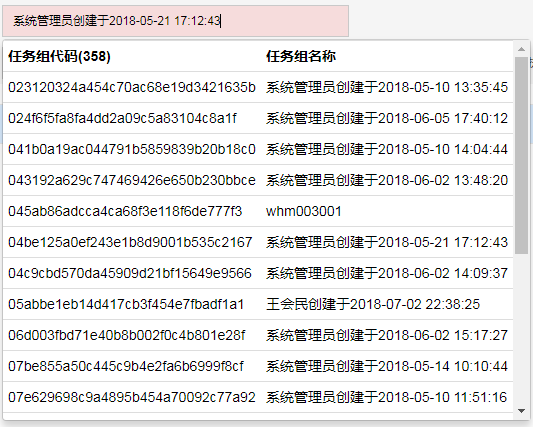 系统管理员创建于2018-05-21 17:12:43
任务组代码(358) 任务组名称
023120324a454c70ac68e19d3421635b 系统管理员创建于2018-05-10 13:35:45
024f6f5fa8fa4dd2a09c5a83104c8a1f 系统管理员创建于2018-06-05 17:40:12
041b0a19ac044791b5859839b20b18c0 系统管理员创建于2018-05-10 14:04:44
043192a629c747469426e650b230bbce 系统管理员创建于2018-06-02 13:48:20
045ab86adcca4ca68f3e118f6de777f3 whm003001
04be125a0ef243e1b8d9001b535c2167 系统管理员创建于2018-05-21 17:12:43
04c9cbd570da45909d21bf15649e9566 系统管理员创建于2018-06-02 14:09:37
05abbe1eb14d417cb3f454e7fbadf1a1 王会民创建于2018-07-02 22:38:25
06d003fbd71e40b8b002f0c4b801e28f 系统管理员创建于2018-06-02 15:17:27
07be855a50c445c9b4e2fa6b6999f8cf 系统管理员创建于2018-05-14 10:10:44
07e629698c9a4895b454a70092c77a92 系统管理员创建于2018-05-10 11:51:16